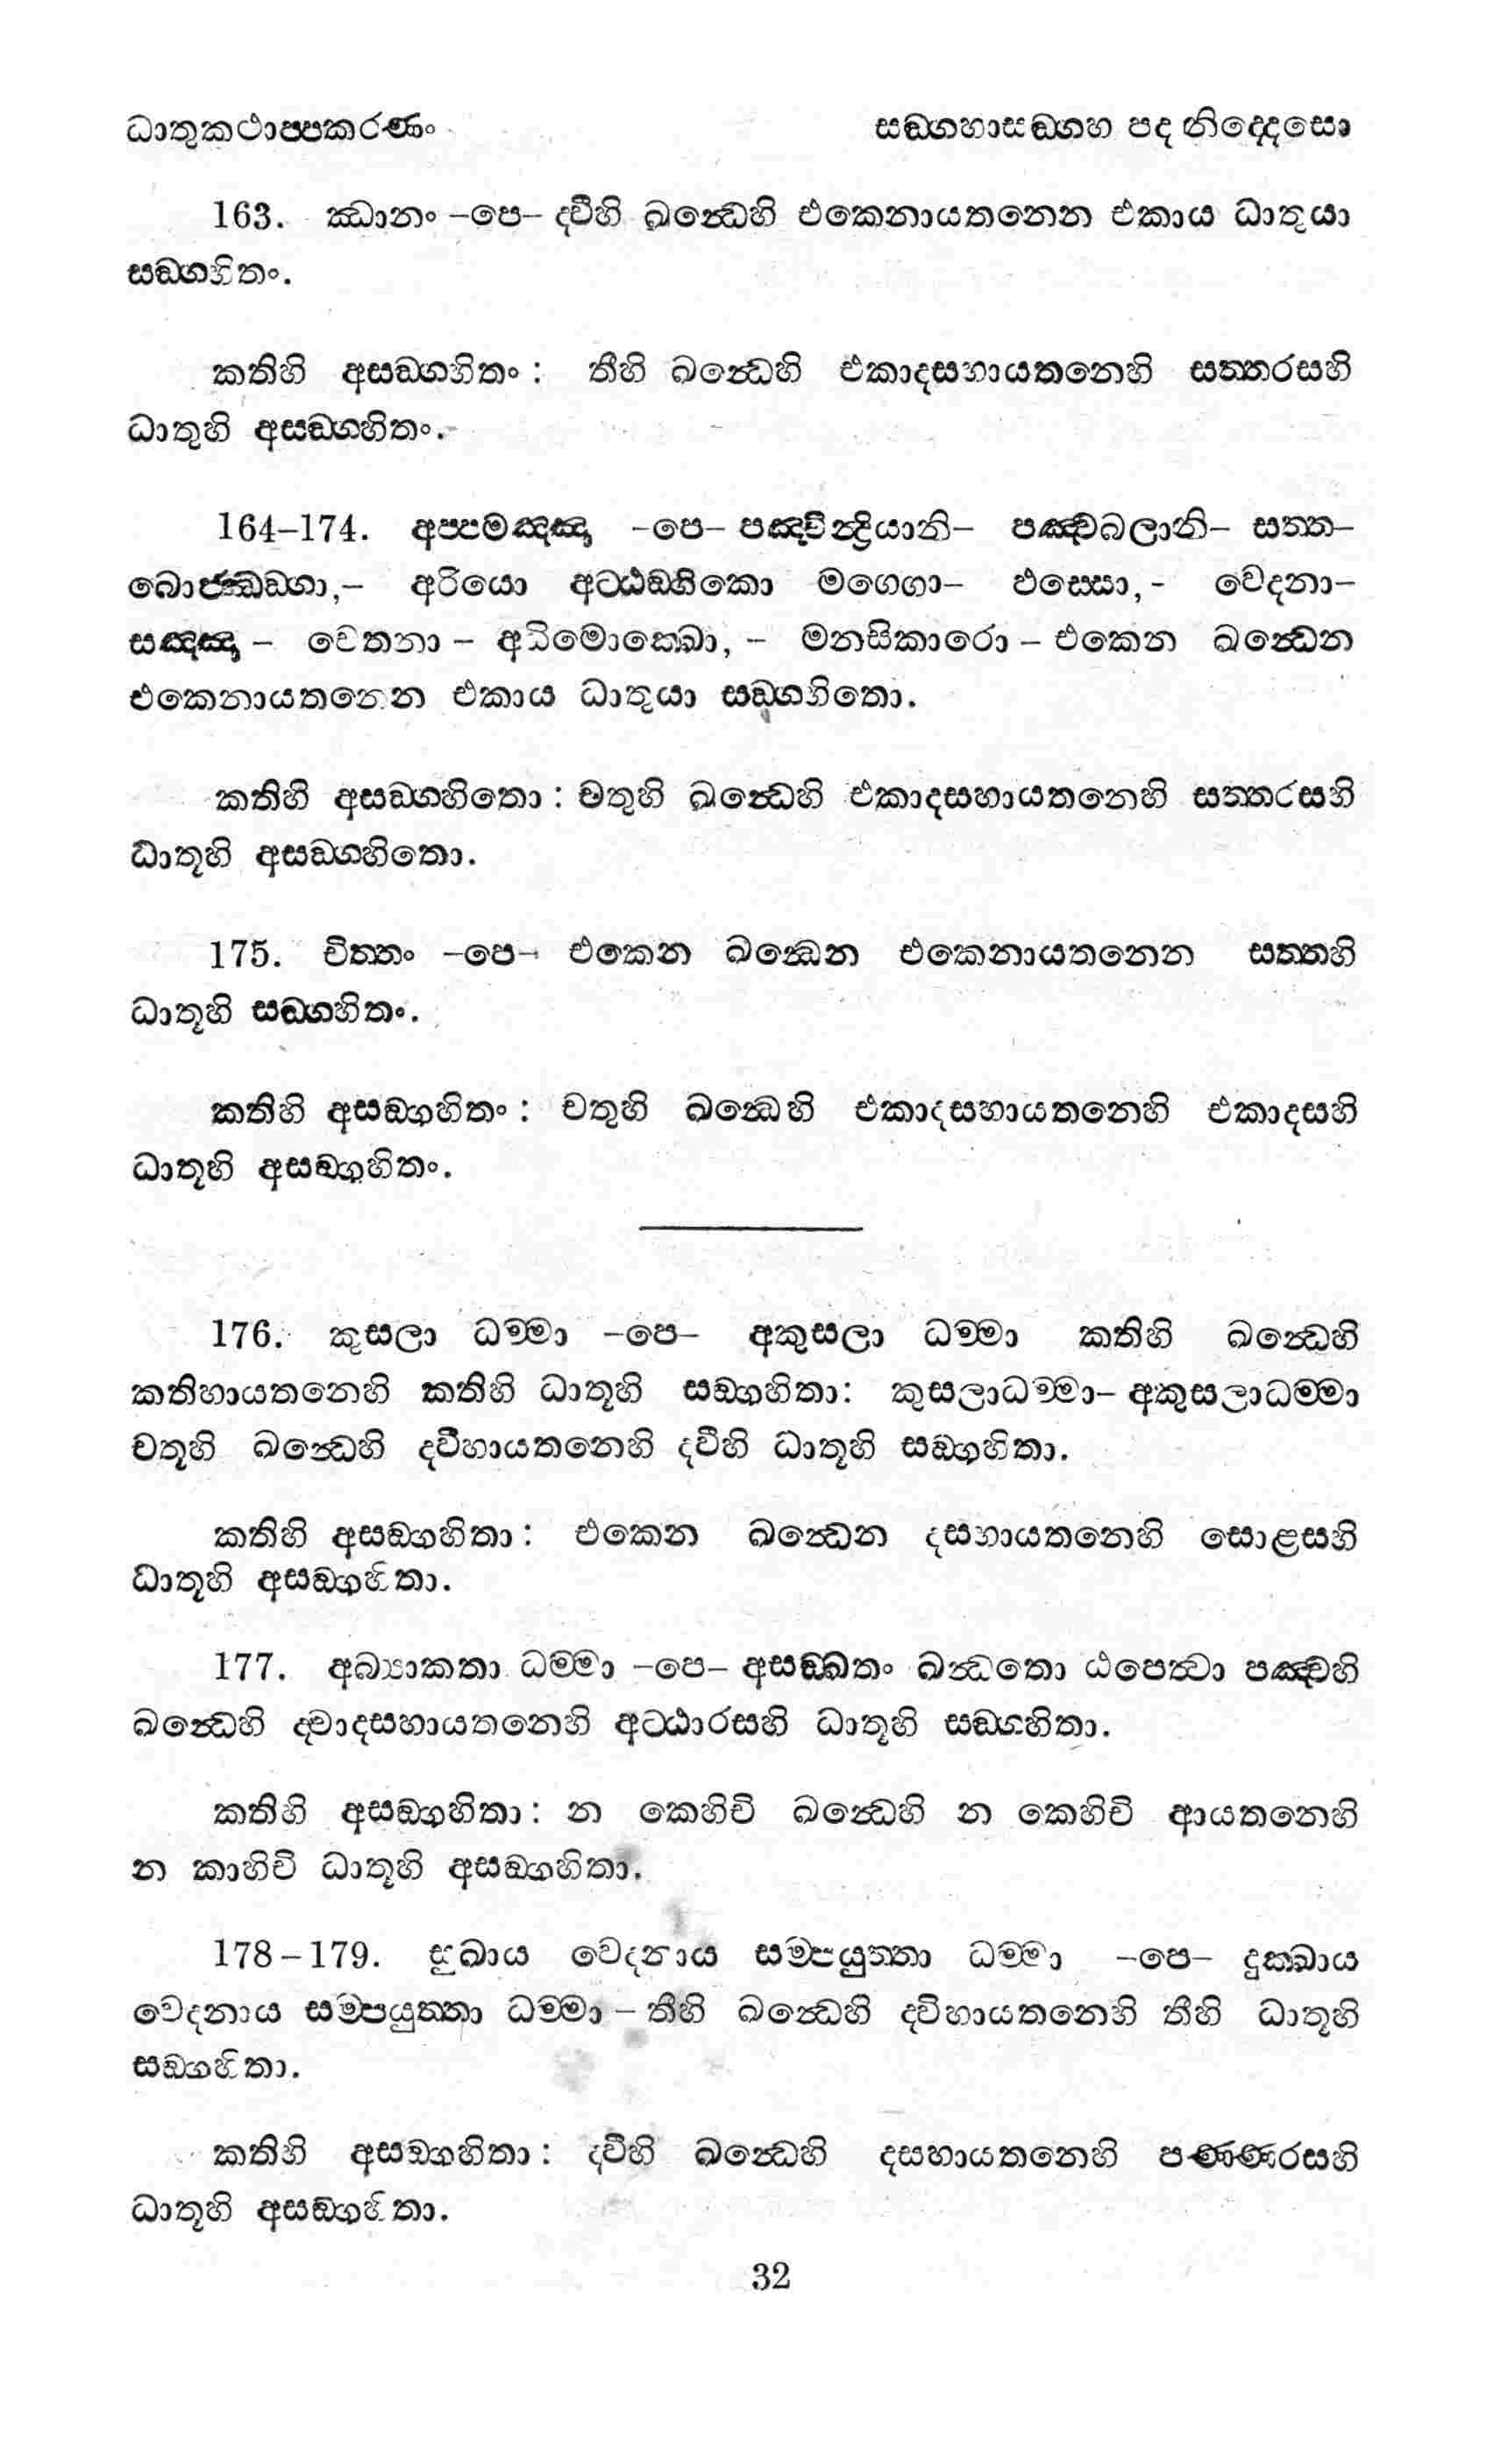 ධාතුකථාප්පකරණං සඞ්ගහාසඞ්ගහ පද නිද්දෙසො
163. ඣානං -පෙ- ද්වීහි ඛන්ධෙහි එකෙනායතනෙන එකාය ධාතුයා
සඞ්ගහිතං.
කතිහි අසඞ්ගහිතං : තීහි ඛන්ධෙහි එකාදසහායතනෙහි සත්තරසහි
ධාතුහි අසඞ්ගහිතං.
164–174. අප්පමඤ්ඤා -පෙ- පඤ්චින්ද්‍රියානි- පඤ්චබලානි- සත්ත-
බොජ්ඣඞ්ගා,- අරියො අට්ඨඞ්ගිකො මග්ගො- ඵස්සො,- වෙදනා-
සඤ්ඤා - චෙතනා - අධිමොක්ඛො, - මනසිකාරො - එකෙන ඛන්ධෙන
එකෙනායතනෙන එකාය ධාතුයා සඞ්ගහිතො.
කතිහි අසඞ්ගහිතො : චතුහි ඛන්ධෙහි එකාදසහායතනෙහි සත්තරසහි
ධාතූහි අසඞ්ගහිතො.
175. චිත්තං -පෙ- එකෙන ඛන්ධෙන එකෙනායතනෙන සත්තහි
ධාතූහි සඞ්ගහිතං.
කතිහි අසඞ්ගහිතං : චතුහි ඛන්ධෙහි එකාදසහායතනෙහි එකාදසහි
ධාතූහි අසඞ්ගහිතං.
176. කුසලා ධම්මා -පෙ- අකුසලා ධම්මා කතිහි ඛන්ධෙහි
කතිහායතනෙහි කතිහි ධාතූහි සඞ්ගහිතා: කුසලාධම්මා- අකුසලාධම්මා
චතූහි ඛන්ධෙහි ද්වීහායතනෙහි ද්වීහි ධාතූහි සඞ්ගහිතා.
කතිහි අසඞ්ගහිතා : එකෙන ඛන්ධෙන දසහායතනෙහි සොළසහි
ධාතූහි අසඞ්ගහිතා.
177. අබ්‍යාකතා ධම්මා -පෙ- අසඞ්ඛතං ඛන්ධතො ඨපෙත්වා පඤ්චහි
ඛන්ධෙහි ද්වාදසහායතනෙහි අට්ඨාරසහි ධාතූහි සඞ්ගහිතා.
කතිහි අසඞ්ගහිතා : න කෙහිචි ඛන්ධෙහි න කෙහිචි ආයතනෙහි
න කාහිචි ධාතූහි අසඞ්ගහිතා.
178 – 179. සුඛාය වෙදනාය සම්පයුත්තා ධම්මා -පෙ- දුක්ඛාය
වෙදනාය සම්පයුත්තා ධම්මා – තීහි ඛන්ධෙහි ද්විහායතනෙහි තීහි ධාතූහි
සඞ්ගහිතා.
කතිහි අසඞ්ගහිතා : ද්වීහි ඛන්ධෙහි දසහායතනෙහි පණ්ණරසහි
ධාතූහි අසඞ්ගහිතා.
32